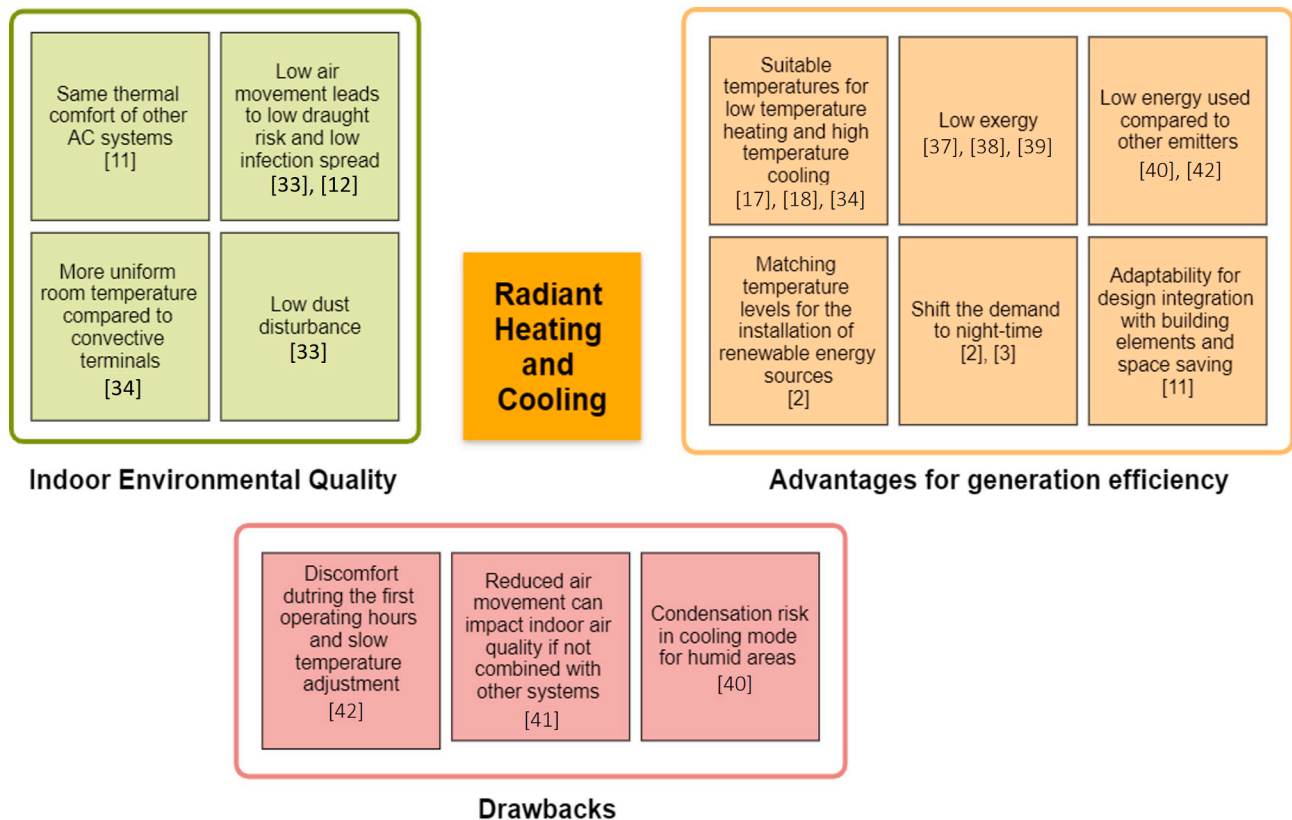 Same thermal
comfort of other
AC systems
[11]
Low air
movement leads
to low draught
risk and low
infection spread
[33], [12]
More uniform
room temperature
compared to
convective
terminals
[34]
Low dust
disturbance
[33]
Indoor Environmental Quality
Radiant
Heating
and
Cooling
Suitable
temperatures for
low temperature
heating and high
temperature
cooling
[17], [18], [34]
Low exergy
[37], [38], [39]
Low energy used
compared to
other emitters
[40], [42]
Matching
temperature
levels for the
installation of
renewable energy
sources
[2]
Shift the demand
to night-time
[2], [3]
Adaptability for
design integration
with building
elements and
space saving
[11]
Advantages for generation efficiency
Discomfort
dutring the first
operating hours
and slow
temperature
adjustment
[42]
Reduced air
movement can
impact indoor air
quality if not
combined with
other systems
[41]
Condensation risk
in cooling mode
for humid areas
[40]
Drawbacks